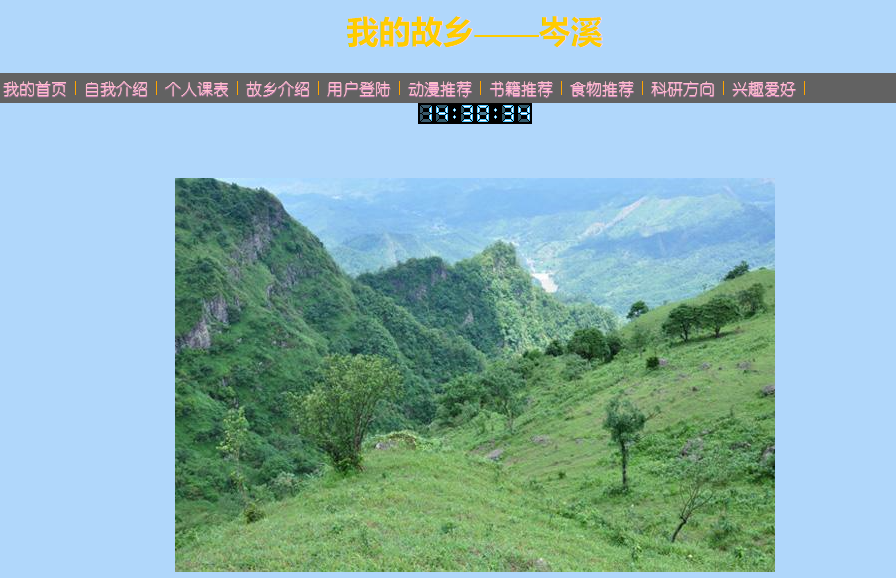 我的故乡——岑溪
我的首页 | 自我介绍 | 个人课表 | 故乡介绍 | 用户登陆 | 动漫推荐 | 书籍推荐 | 食物推荐 | 科研方向 | 兴趣爱好 |